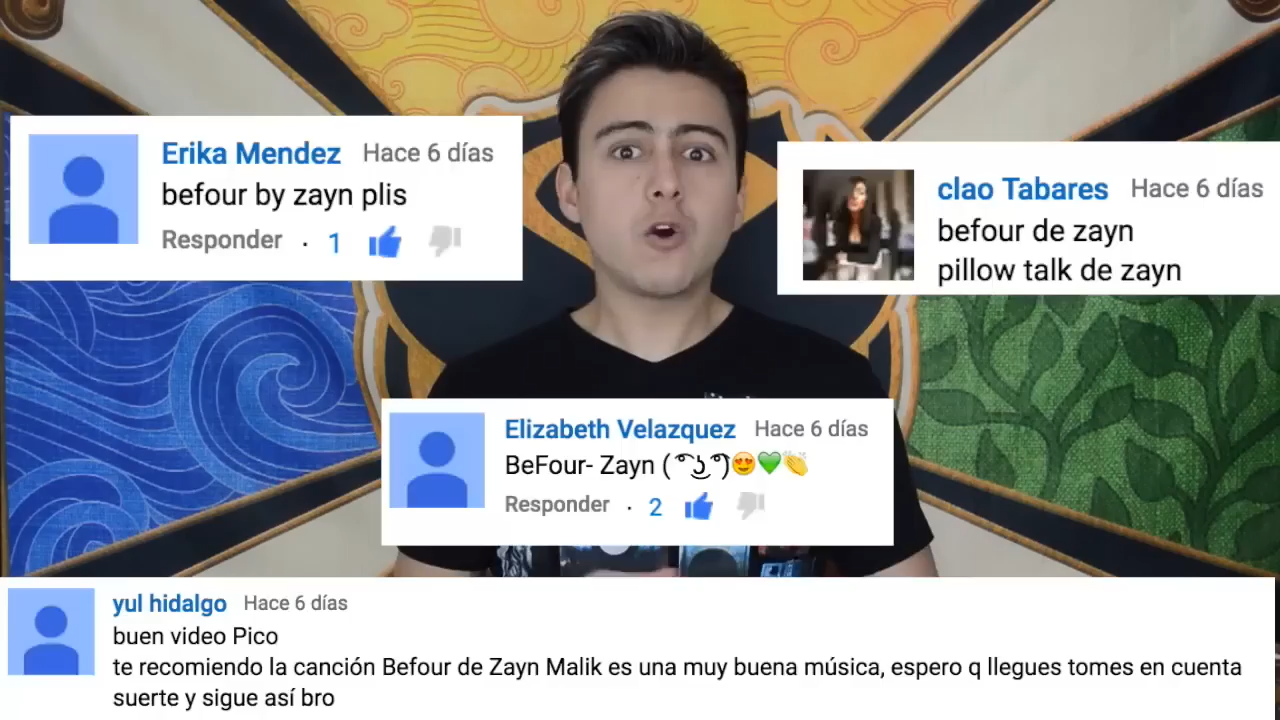 Erika Mendez Hace 6 días
befour by zayn plis
Responder · 1
clao Tabares Hace 6 días
befour de zayn
pillow talk de zayn
Elizabeth Velazquez Hace 6 días
BeFour- Zayn ( ͡° ͜ʖ ͡°)😍💚👏
Responder · 2
yul hidalgo Hace 6 días
buen video Pico
te recomiendo la canción Befour de Zayn Malik es una muy buena música, espero q llegues tomes en cuenta
suerte y sigue así bro